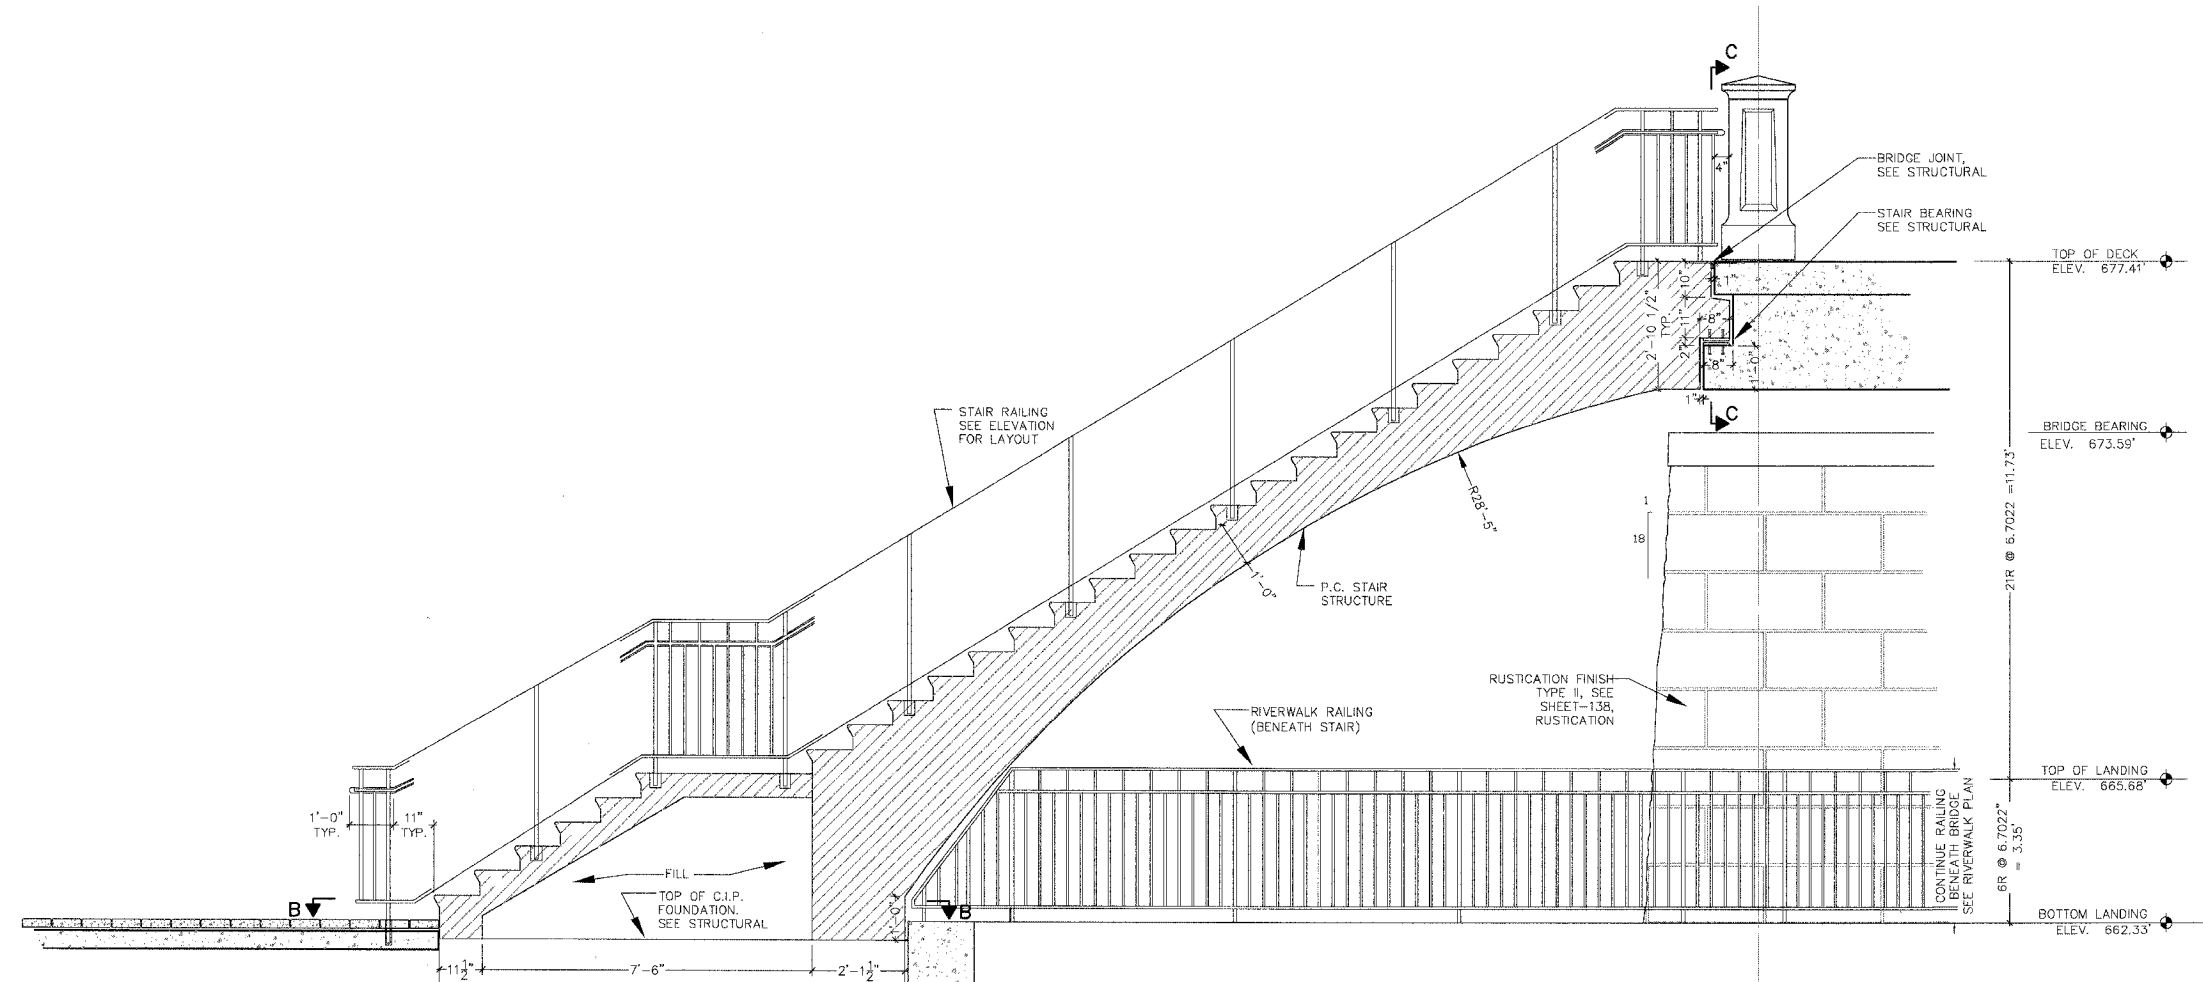 C
BRIDGE JOINT,
SEE STRUCTURAL
4"
STAIR BEARING
SEE STRUCTURAL
TOP OF DECK
ELEV. 677.41'
10"
1"
2'-10 1/2"
TYP.
11"
8"
2"
8"
1'-0"
1"
C
STAIR RAILING
SEE ELEVATION
FOR LAYOUT
BRIDGE BEARING
ELEV. 673.59'
R28'-5"
1
18
21R @ 6.7022 =11.73'
1'-0"
P.C. STAIR
STRUCTURE
RUSTICATION FINISH
TYPE II, SEE
SHEET-138,
RUSTICATION
RIVERWALK RAILING
(BENEATH STAIR)
TOP OF LANDING
ELEV. 665.68'
1'-0"
TYP.
11"
TYP.
CONTINUE RAILING
BENEATH BRIDGE
SEE RIVERWALK PLAN
6R @ 6.7022"
= 3.35'
FILL
TOP OF C.I.P.
FOUNDATION.
SEE STRUCTURAL
B
1'-0"
B
BOTTOM LANDING
ELEV. 662.33'
11 1/2"
7'-6"
2'-1 1/2"